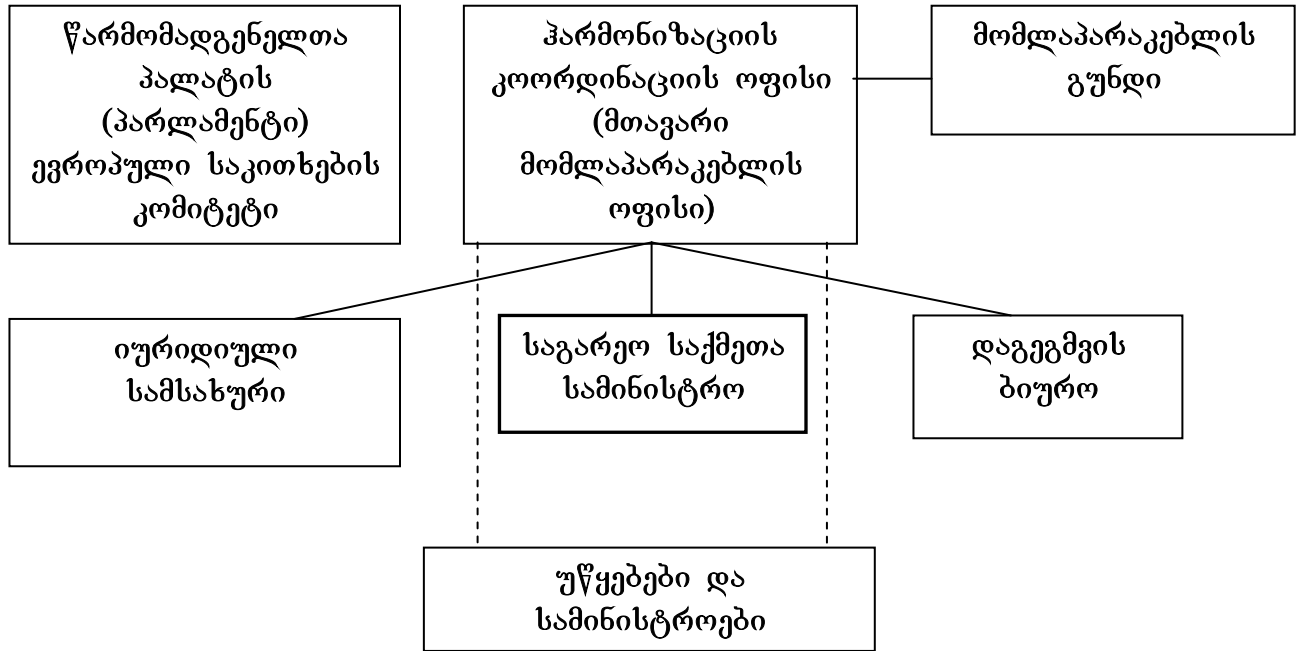 წარმომადგენელთა
პალატის
(პარლამენტი)
ევროპული საკითხების
კომიტეტი
ჰარმონიზაციის
კოორდინაციის ოფისი
(მთავარი
მომლაპარაკებლის
ოფისი)
მომლაპარაკებლის
გუნდი
იურიდიული
სამსახური
საგარეო საქმეთა
სამინისტრო
დაგეგმვის
ბიურო
უწყებები და
სამინისტროები